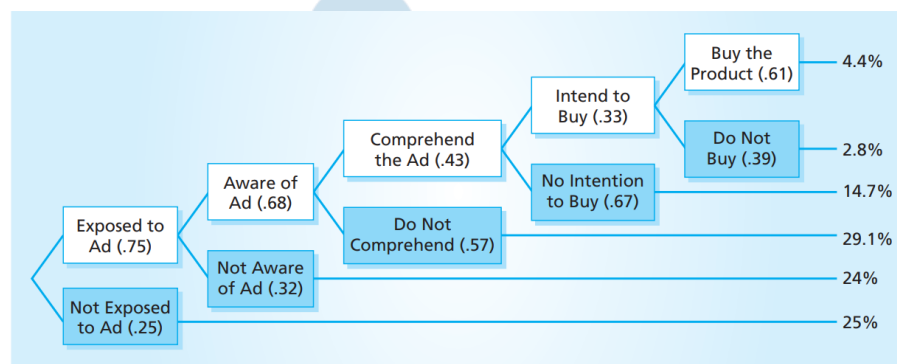 Buy the
Product (.61)
4.4%
Intend to
Buy (.33)
Do Not
Buy (.39)
2.8%
Comprehend
the Ad (.43)
No Intention
to Buy (.67)
14.7%
Aware of
Ad (.68)
Do Not
Comprehend (.57)
29.1%
Exposed to
Ad (.75)
Not Aware
of Ad (.32)
24%
Not Exposed
to Ad (.25)
25%